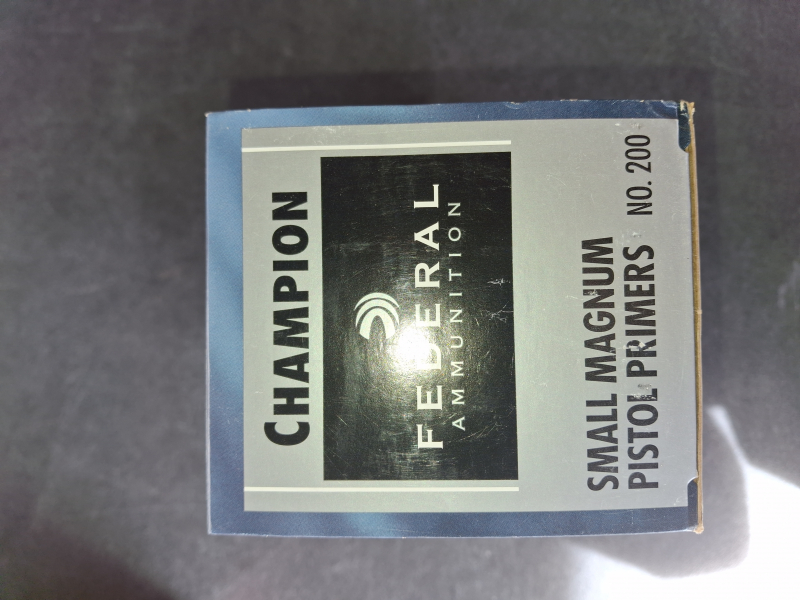 CHAMPION
FEDERAL
AMMUNITION
SMALL MAGNUM
PISTOL PRIMERS NO. 200